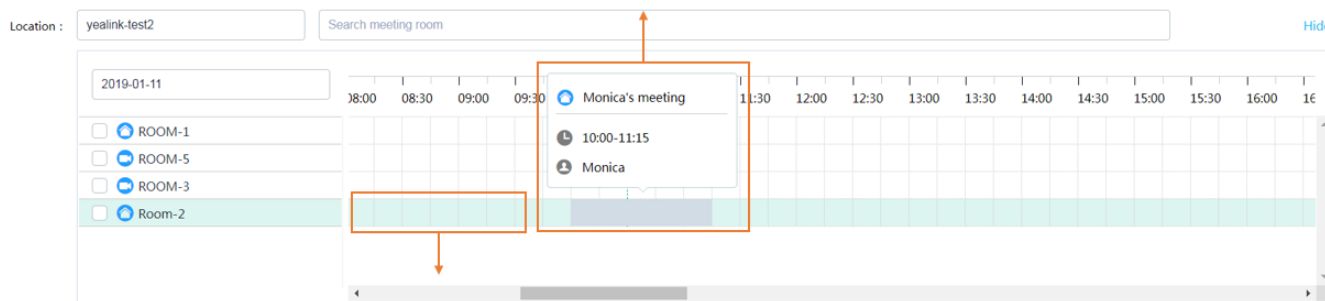 Location : yealink-test2 Search meeting room Hide
2019-01-11
08:00 08:30 09:00 09:30 11:30 12:00 12:30 13:00 13:30 14:00 14:30 15:00 15:30 16:00 16
Monica's meeting
10:00-11:15
Monica
ROOM-1
ROOM-5
ROOM-3
Room-2